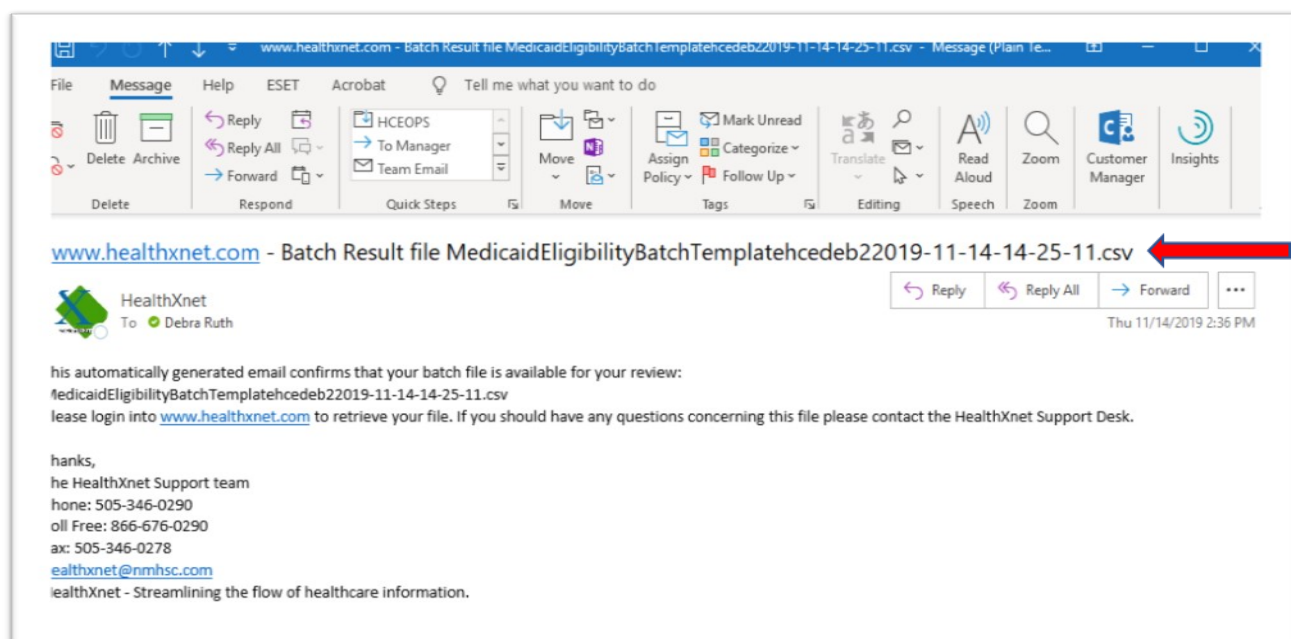 www.healthxnet.com - Batch Result file MedicaidEligibilityBatchTemplatehcedeb22019-11-14-14-25-11.csv - Message (Plain Te...
File Message Help ESET Acrobat Tell me what you want to do
Delete Archive
Reply
Reply All
Forward
HCEOPS
To Manager
Team Email
Move
Assign Policy
Mark Unread
Categorize
Follow Up
Translate
Read Aloud
Zoom
Customer Manager
Insights
Delete Respond Quick Steps Move Tags Editing Speech Zoom
www.healthxnet.com - Batch Result file MedicaidEligibilityBatchTemplatehcedeb22019-11-14-14-25-11.csv
HealthXnet
To Debra Ruth
Reply Reply All Forward ...
Thu 11/14/2019 2:36 PM
his automatically generated email confirms that your batch file is available for your review:
MedicaidEligibilityBatchTemplatehcedeb22019-11-14-14-25-11.csv
lease login into www.healthxnet.com to retrieve your file. If you should have any questions concerning this file please contact the HealthXnet Support Desk.
hanks,
he HealthXnet Support team
hone: 505-346-0290
oll Free: 866-676-0290
ax: 505-346-0278
ealthxnet@nmhsc.com
ealthXnet - Streamlining the flow of healthcare information.